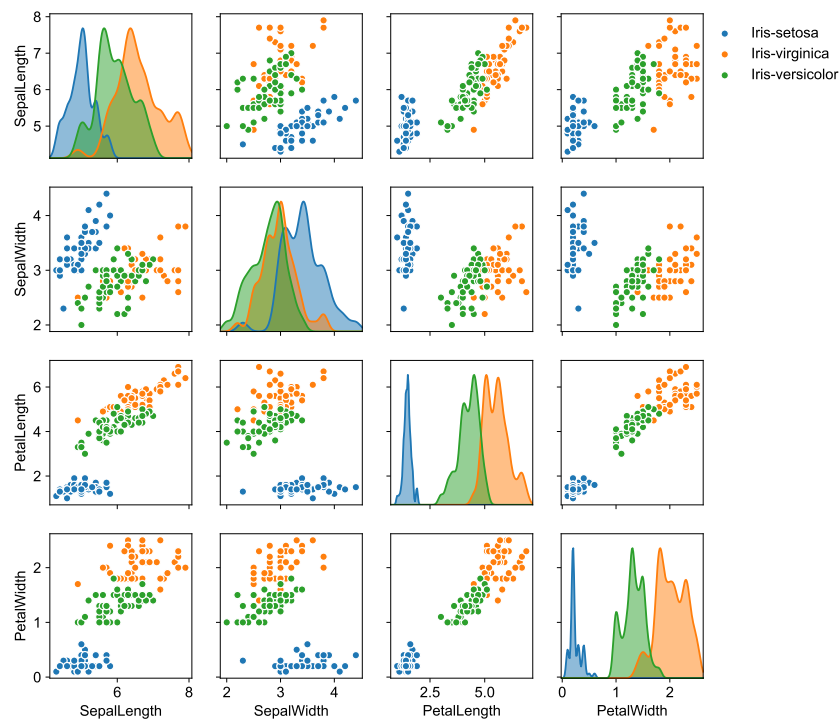 Iris-setosa
Iris-virginica
Iris-versicolor
SepalLength
8
7
6
5
SepalWidth
4
3
2
PetalLength
6
4
2
PetalWidth
2
1
0
6 8
2 3 4
2.5 5.0
0 1 2
SepalLength SepalWidth PetalLength PetalWidth